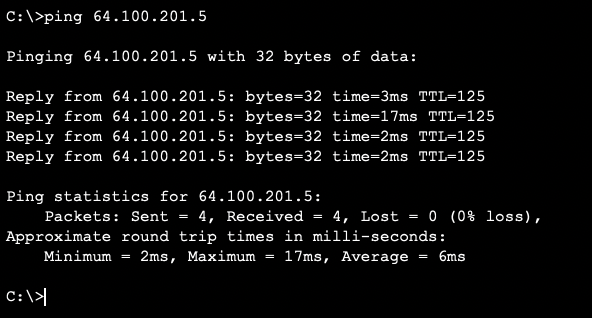 C:\>ping 64.100.201.5
Pinging 64.100.201.5 with 32 bytes of data:
Reply from 64.100.201.5: bytes=32 time=3ms TTL=125
Reply from 64.100.201.5: bytes=32 time=17ms TTL=125
Reply from 64.100.201.5: bytes=32 time=2ms TTL=125
Reply from 64.100.201.5: bytes=32 time=2ms TTL=125
Ping statistics for 64.100.201.5:
Packets: Sent = 4, Received = 4, Lost = 0 (0% loss),
Approximate round trip times in milli-seconds:
Minimum = 2ms, Maximum = 17ms, Average = 6ms
C:\>